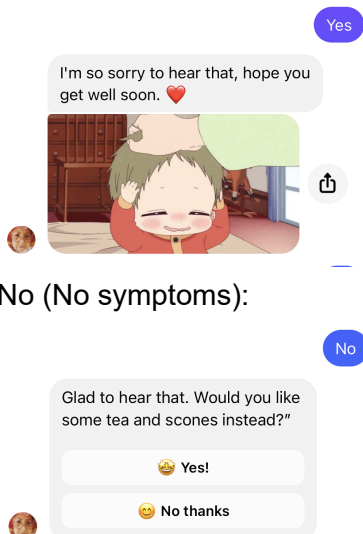 Yes
I'm so sorry to hear that, hope you
get well soon. ❤️
No (No symptoms):
No
Glad to hear that. Would you like
some tea and scones instead?”
🤩 Yes!
😊 No thanks